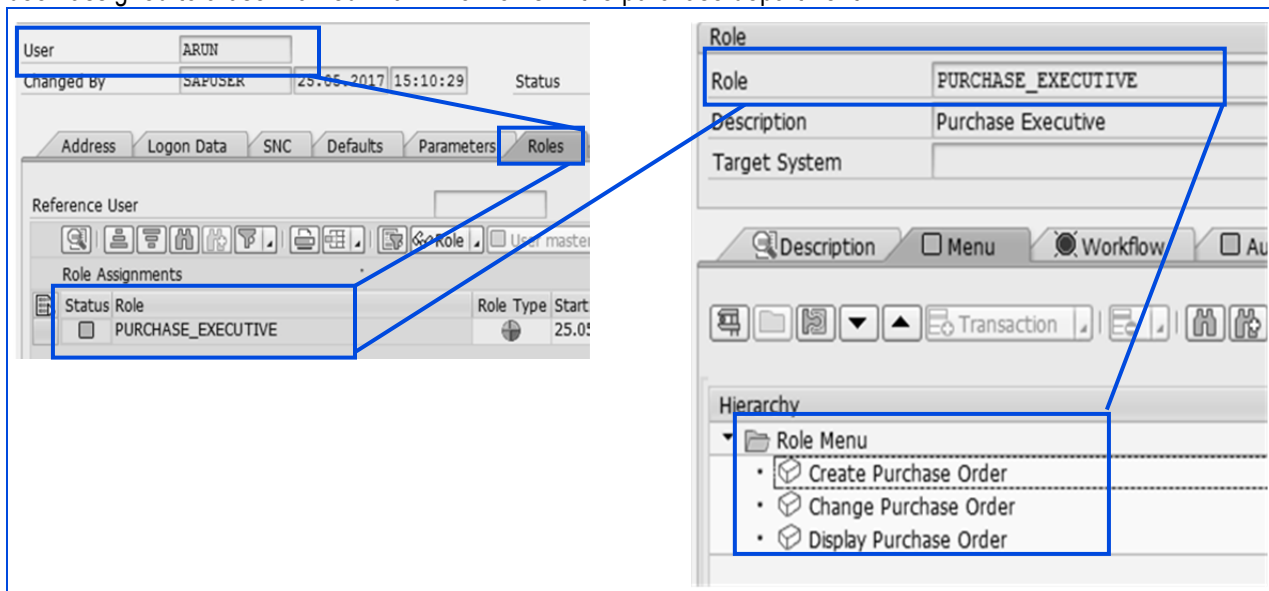 User ARUN
Changed By SAPUSER 25.05.2017 15:10:29 Status
Address Logon Data SNC Defaults Parameters Roles
Reference User
Role User master
Role Assignments
Status Role Role Type Start
PURCHASE_EXECUTIVE 25.05
Role
Role PURCHASE_EXECUTIVE
Description Purchase Executive
Target System
Description Menu Workflow Au
Transaction
Hierarchy
Role Menu
Create Purchase Order
Change Purchase Order
Display Purchase Order